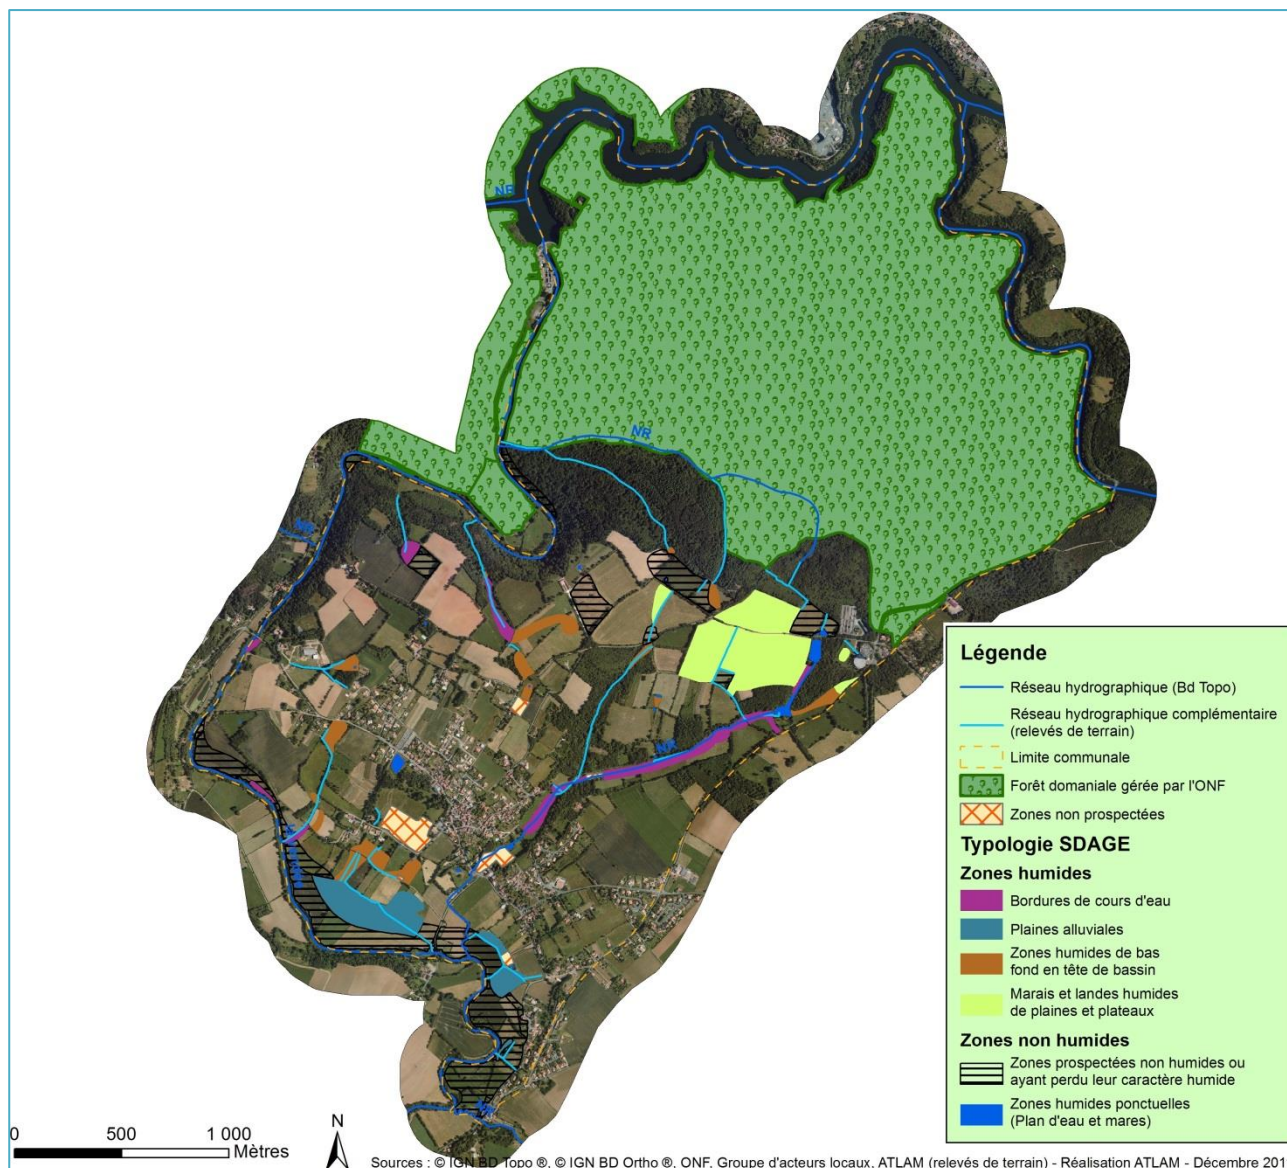 NR
NR
NR
NR
Légende
Réseau hydrographique (Bd Topo)
Réseau hydrographique complémentaire
(relevés de terrain)
Limite communale
Forêt domaniale gérée par l'ONF
Zones non prospectées
Typologie SDAGE
Zones humides
Bordures de cours d'eau
Plaines alluviales
Zones humides de bas
fond en tête de bassin
Marais et landes humides
de plaines et plateaux
Zones non humides
Zones prospectées non humides ou
ayant perdu leur caractère humide
Zones humides ponctuelles
(Plan d'eau et mares)
NR
N
0 500 1 000
Mètres
Sources : © IGN BD Topo ®, © IGN BD Ortho ®, ONF, Groupe d'acteurs locaux, ATLAM (relevés de terrain) - Réalisation ATLAM - Décembre 201